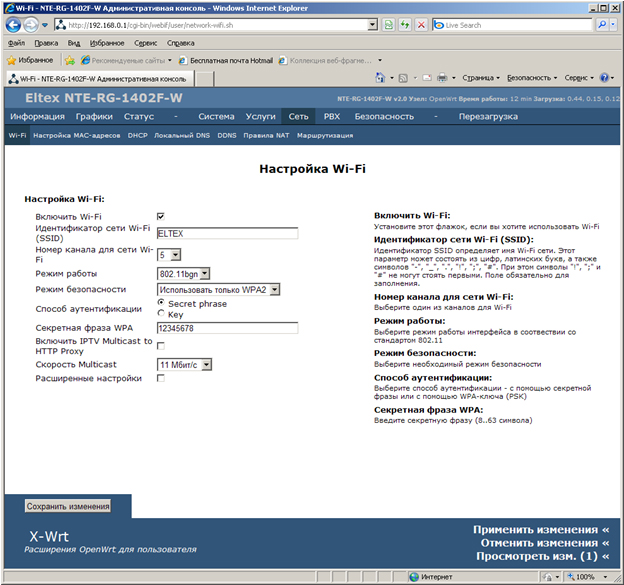 Wi-Fi - NTE-RG-1402F-W Административная консоль - Windows Internet Explorer
http://192.168.0.1/cgi-bin/webif/user/network-wifi.sh
Live Search
Файл Правка Вид Избранное Сервис Справка
Избранное Рекомендуемые сайты Бесплатная почта Hotmail Коллекция веб-фрагме...
Wi-Fi - NTE-RG-1402F-W Административная консоль
Страница Безопасность Сервис
Eltex NTE-RG-1402F-W
NTE-RG-1402F-W v2.0 Узел: OpenWrt Время работы: 12 min Загрузка: 0.44, 0.15, 0.12
Информация Графики Статус - Система Услуги Сеть PBX Безопасность - Перезагрузка
Wi-Fi Настройка MAC-адресов DHCP Локальный DNS DDNS Правила NAT Маршрутизация
Настройка Wi-Fi
Настройка Wi-Fi:
Включить Wi-Fi
Идентификатор сети Wi-Fi
(SSID)
ELTEX
Номер канала для сети Wi-
Fi
5
Режим работы
802.11bgn
Режим безопасности
Использовать только WPA2
Способ аутентификации
Secret phrase
Key
Секретная фраза WPA
12345678
Включить IPTV Multicast to
HTTP Proxy
Скорость Multicast
11 Мбит/с
Расширенные настройки
Включить Wi-Fi:
Установите этот флажок, если вы хотите использовать Wi-Fi
Идентификатор сети Wi-Fi (SSID):
SSID определяет имя Wi-Fi сети. Этот
параметр может состоять из цифр, латинских букв, а также
символов "-", "_", ".", "!", ";", "#". При этом символы "!", ";" и
"#" не могут стоять первыми. Поле обязательно для
заполнения.
Номер канала для сети Wi-Fi:
Выберите один из каналов для Wi-Fi
Режим работы:
Выберите режим работы интерфейса в соотвествии со
стандартом 802.11
Режим безопасности:
Выберите необходимый режим безопасности
Способ аутентификации:
Выберите способ аутентификации - с помощью секретной
фразы или с помощью WPA-ключа (PSK)
Секретная фраза WPA:
Введите секретную фразу (8..63 символа)
Сохранить изменения
X-Wrt
Расширения OpenWrt для пользователя
Применить изменения «
Отменить изменения «
Просмотреть изм. (1) «
Интернет
100%